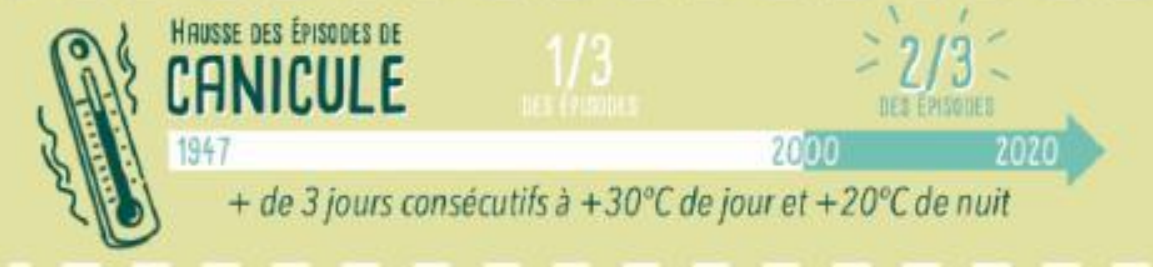 HAUSSE DES ÉPISODES DE
CANICULE
1/3
DES ÉPISODES
2/3
DES ÉPISODES
1947 2000 2020
+ de 3 jours consécutifs à +30°C de jour et +20°C de nuit